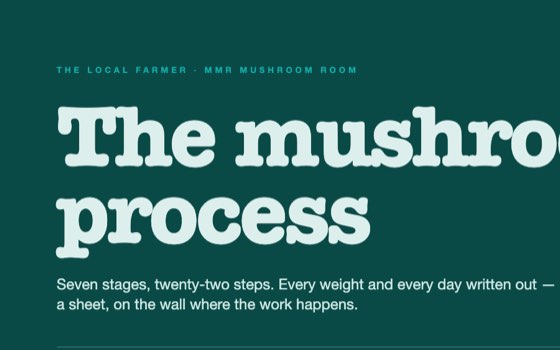 THE LOCAL FARMER · MMR MUSHROOM ROOM
The mushro
process
Seven stages, twenty-two steps. Every weight and every day written out —
a sheet, on the wall where the work happens.